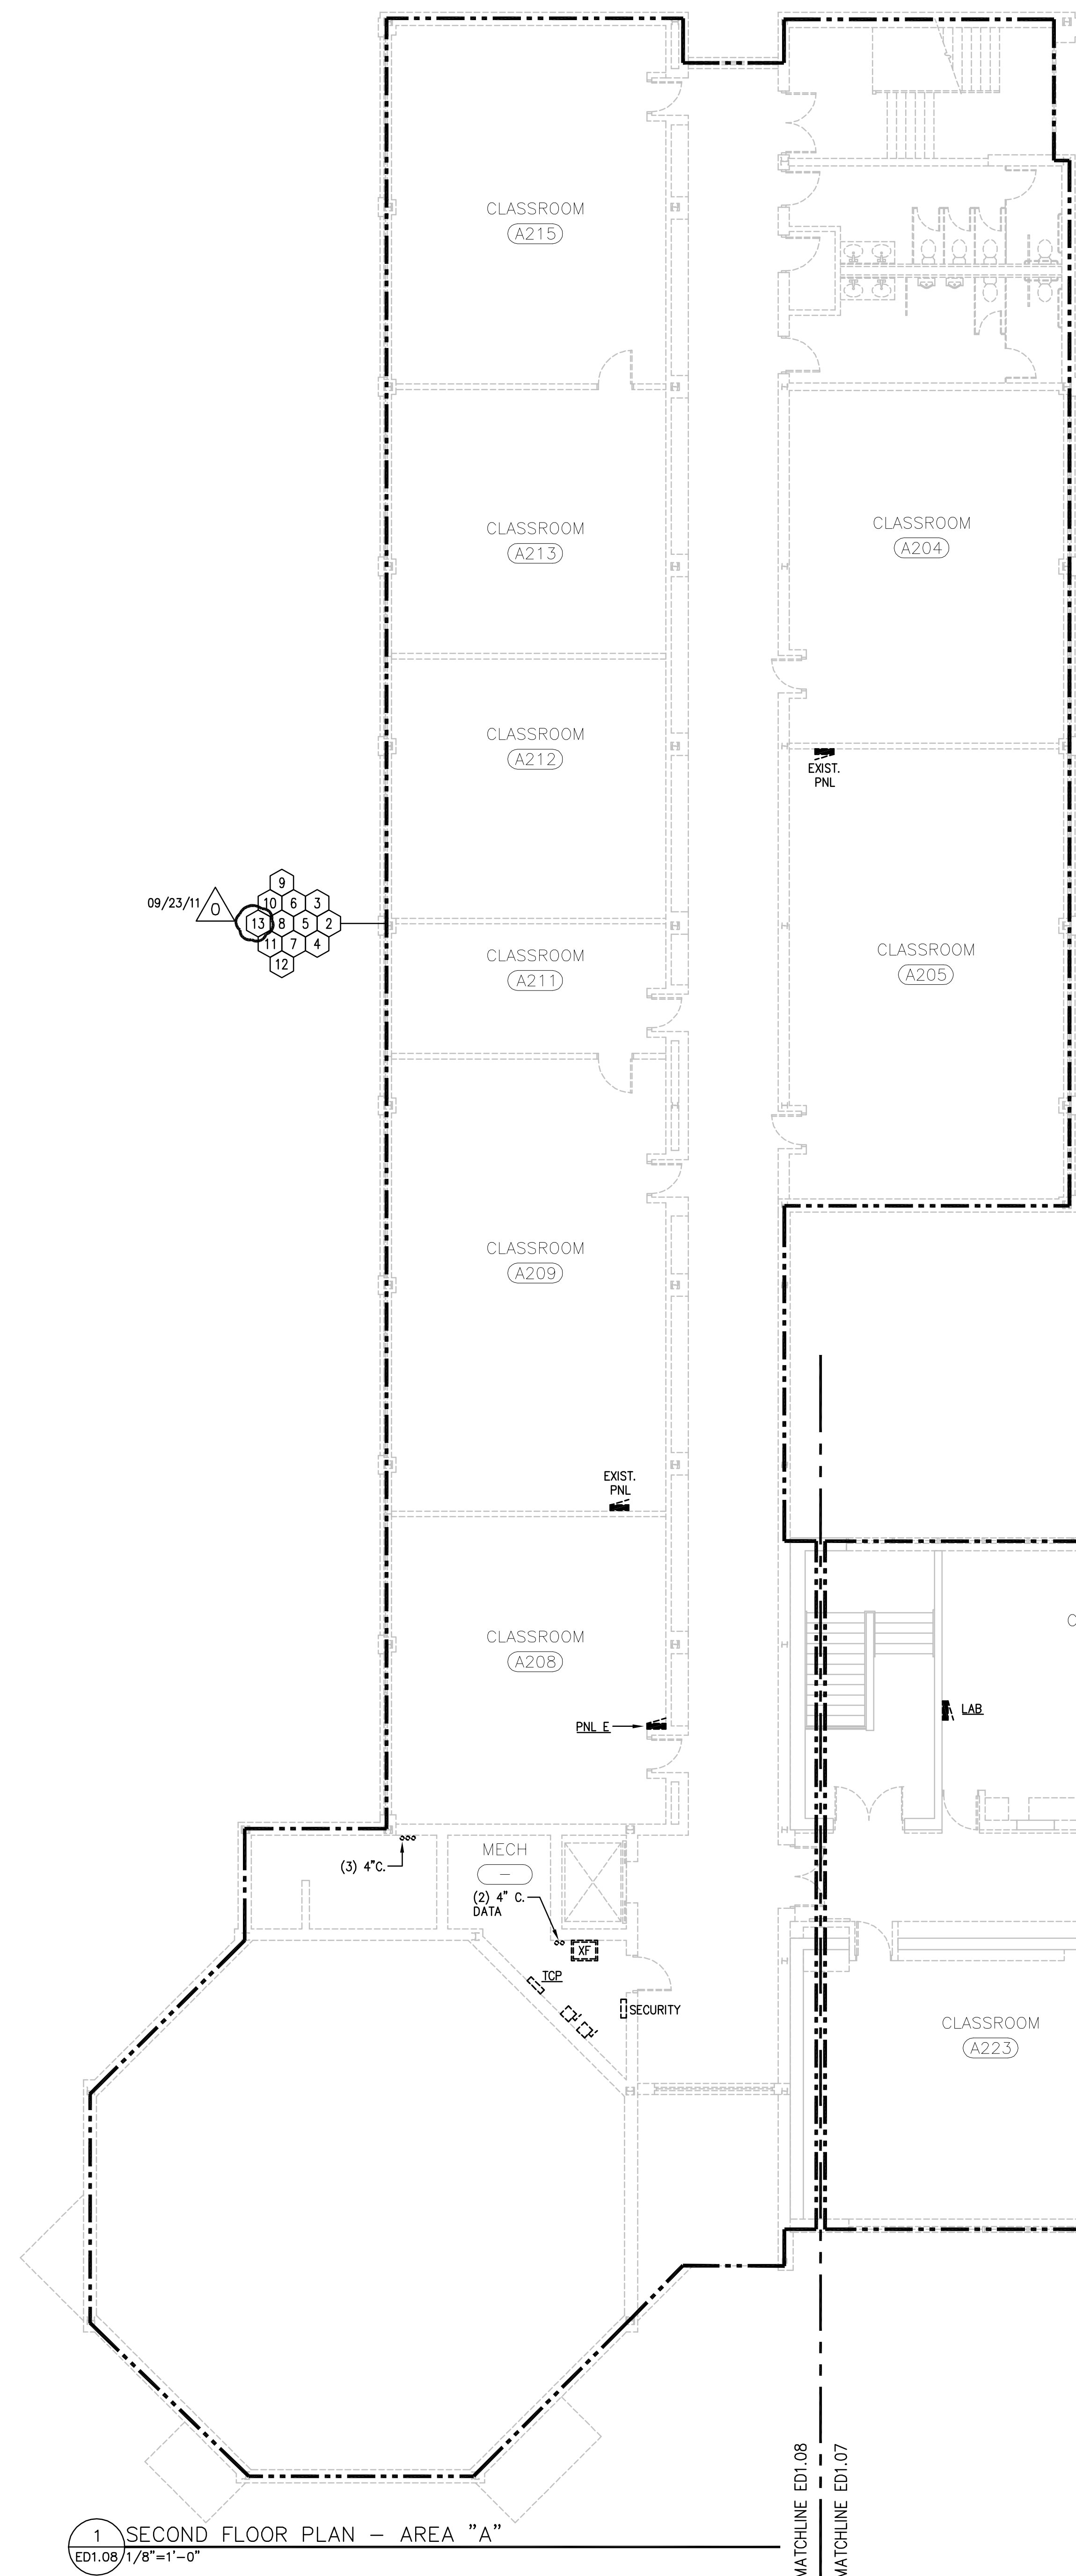 CLASSROOM
A215
CLASSROOM
A213
CLASSROOM
A204
CLASSROOM
A212
EXIST.
PNL
09/23/11
0
9
10 6 3
13 8 5 2
11 7 4
12
CLASSROOM
A211
CLASSROOM
A205
CLASSROOM
A209
EXIST.
PNL
CLASSROOM
A208
C
PNL E
LAB
(3) 4"C.
MECH
-
(2) 4" C.
DATA
XF
TCP
SECURITY
CLASSROOM
A223
MATCHLINE ED1.08
MATCHLINE ED1.07
1
ED1.08
SECOND FLOOR PLAN - AREA "A"
1/8"=1'-0"